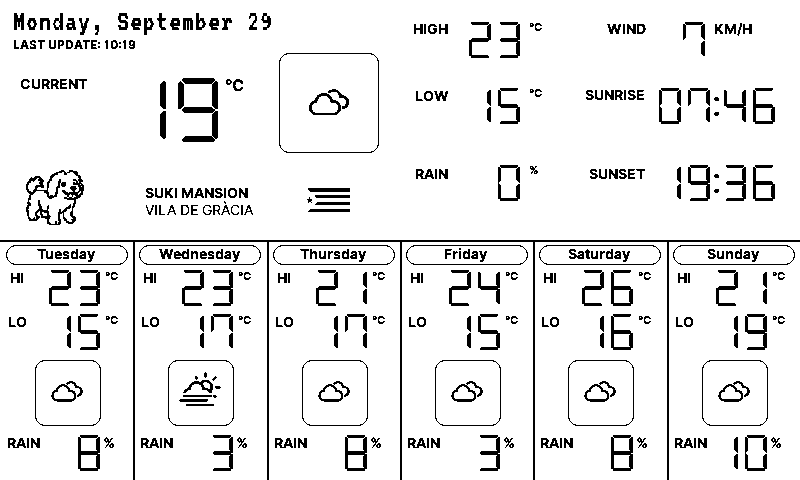 Monday, September 29
LAST UPDATE: 10:19
CURRENT
19 °C
HIGH 23 °C
LOW 15 °C
RAIN 0 %
WIND 7 KM/H
SUNRISE 07:46
SUNSET 19:36
SUKI MANSION
VILA DE GRÀCIA
Tuesday
HI 23 °C
LO 15 °C
RAIN 8 %
Wednesday
HI 23 °C
LO 17 °C
RAIN 3 %
Thursday
HI 21 °C
LO 17 °C
RAIN 8 %
Friday
HI 24 °C
LO 15 °C
RAIN 3 %
Saturday
HI 26 °C
LO 16 °C
RAIN 8 %
Sunday
HI 21 °C
LO 19 °C
RAIN 10 %